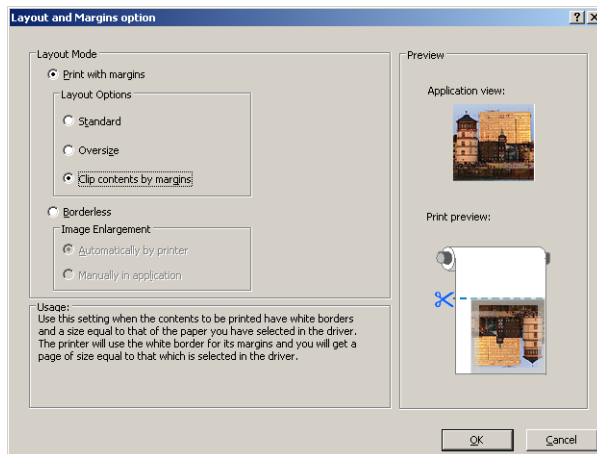 Layout and Margins option
Layout Mode
Print with margins
Layout Options
Standard
Oversize
Clip contents by margins
Borderless
Image Enlargement
Automatically by printer
Manually in application
Usage:
Use this setting when the contents to be printed have white borders
and a size equal to that of the paper you have selected in the driver.
The printer will use the white border for its margins and you will get a
page of size equal to that which is selected in the driver.
Preview
Application view:
Print preview:
OK
Cancel